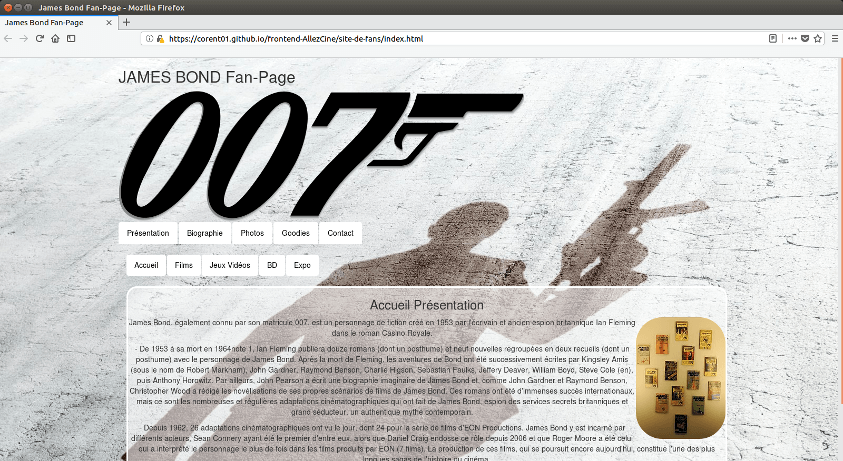 James Bond Fan-Page - Mozilla Firefox
James Bond Fan-Page
https://corent01.github.io/frontend-AllezCine/site-de-fans/index.html
JAMES BOND Fan-Page
007
Présentation Biographie Photos Goodies Contact
Accueil Films Jeux Vidéos BD Expo
Accueil Présentation
James Bond, également connu par son matricule 007, est un personnage de fiction créé en 1953 par l'écrivain et ancien espion britannique Ian Fleming
dans le roman Casino Royale.
De 1953 à sa mort en 1964note 1, Ian Fleming publiera douze romans (dont un posthume) et neuf nouvelles regroupées en deux recueils (dont un
posthume) avec le personnage de James Bond. Après la mort de Fleming, les aventures de Bond ont été successivement écrites par Kingsley Amis
(sous le nom de Robert Markham), John Gardner, Raymond Benson, Charlie Higson, Sebastian Faulks, Jeffery Deaver, William Boyd, Steve Cole (en),
puis Anthony Horowitz. Par ailleurs, John Pearson a écrit une biographie imaginaire de James Bond et, comme John Gardner et Raymond Benson,
Christopher Wood a rédigé les novélisations de ses propres scénarios de films de James Bond. Ces romans ont été d'immenses succès internationaux,
mais ce sont les nombreuses et régulières adaptations cinématographiques qui ont fait de James Bond, espion des services secrets britanniques et
grand séducteur, un authentique mythe contemporain.
Depuis 1962, 26 adaptations cinématographiques ont vu le jour, dont 24 pour la série de films d'EON Productions. James Bond y est incarné par
différents acteurs, Sean Connery ayant été le premier d'entre eux, alors que Daniel Craig endosse ce rôle depuis 2006 et que Roger Moore a été celui
qui a interprété le personnage le plus de fois dans les films produits par EON (7 films). La production de ces films, qui se poursuit encore aujourd'hui, constitue l'une des plus
longues sagas de l'histoire du cinéma.